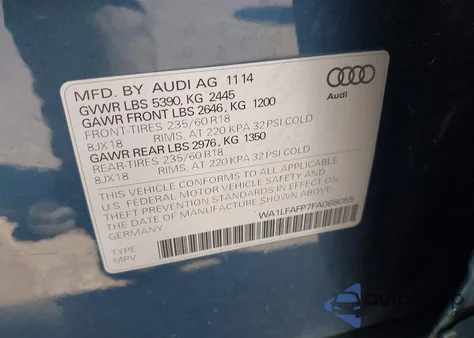 MFD. BY AUDI AG 11 14
GVWR LBS 5390, KG 2445
GAWR FRONT LBS 2646, KG 1200
FRONT-TIRES 235/60 R18
8JX18 RIMS, AT 220 KPA 32 PSI COLD
GAWR REAR LBS 2976, KG 1350
REAR-TIRES 235/60 R18
8JX18 RIMS, AT 220 KPA 32 PSI COLD
THIS VEHICLE CONFORMS TO ALL APPLICABLE
U.S. FEDERAL MOTOR VEHICLE SAFETY AND
THEFT PREVENTION STANDARDS IN EFFECT ON
THE DATE OF MANUFACTURE SHOWN ABOVE
GERMANY
WA1LFAFP7FA068065
TYPE
MPV
Audi